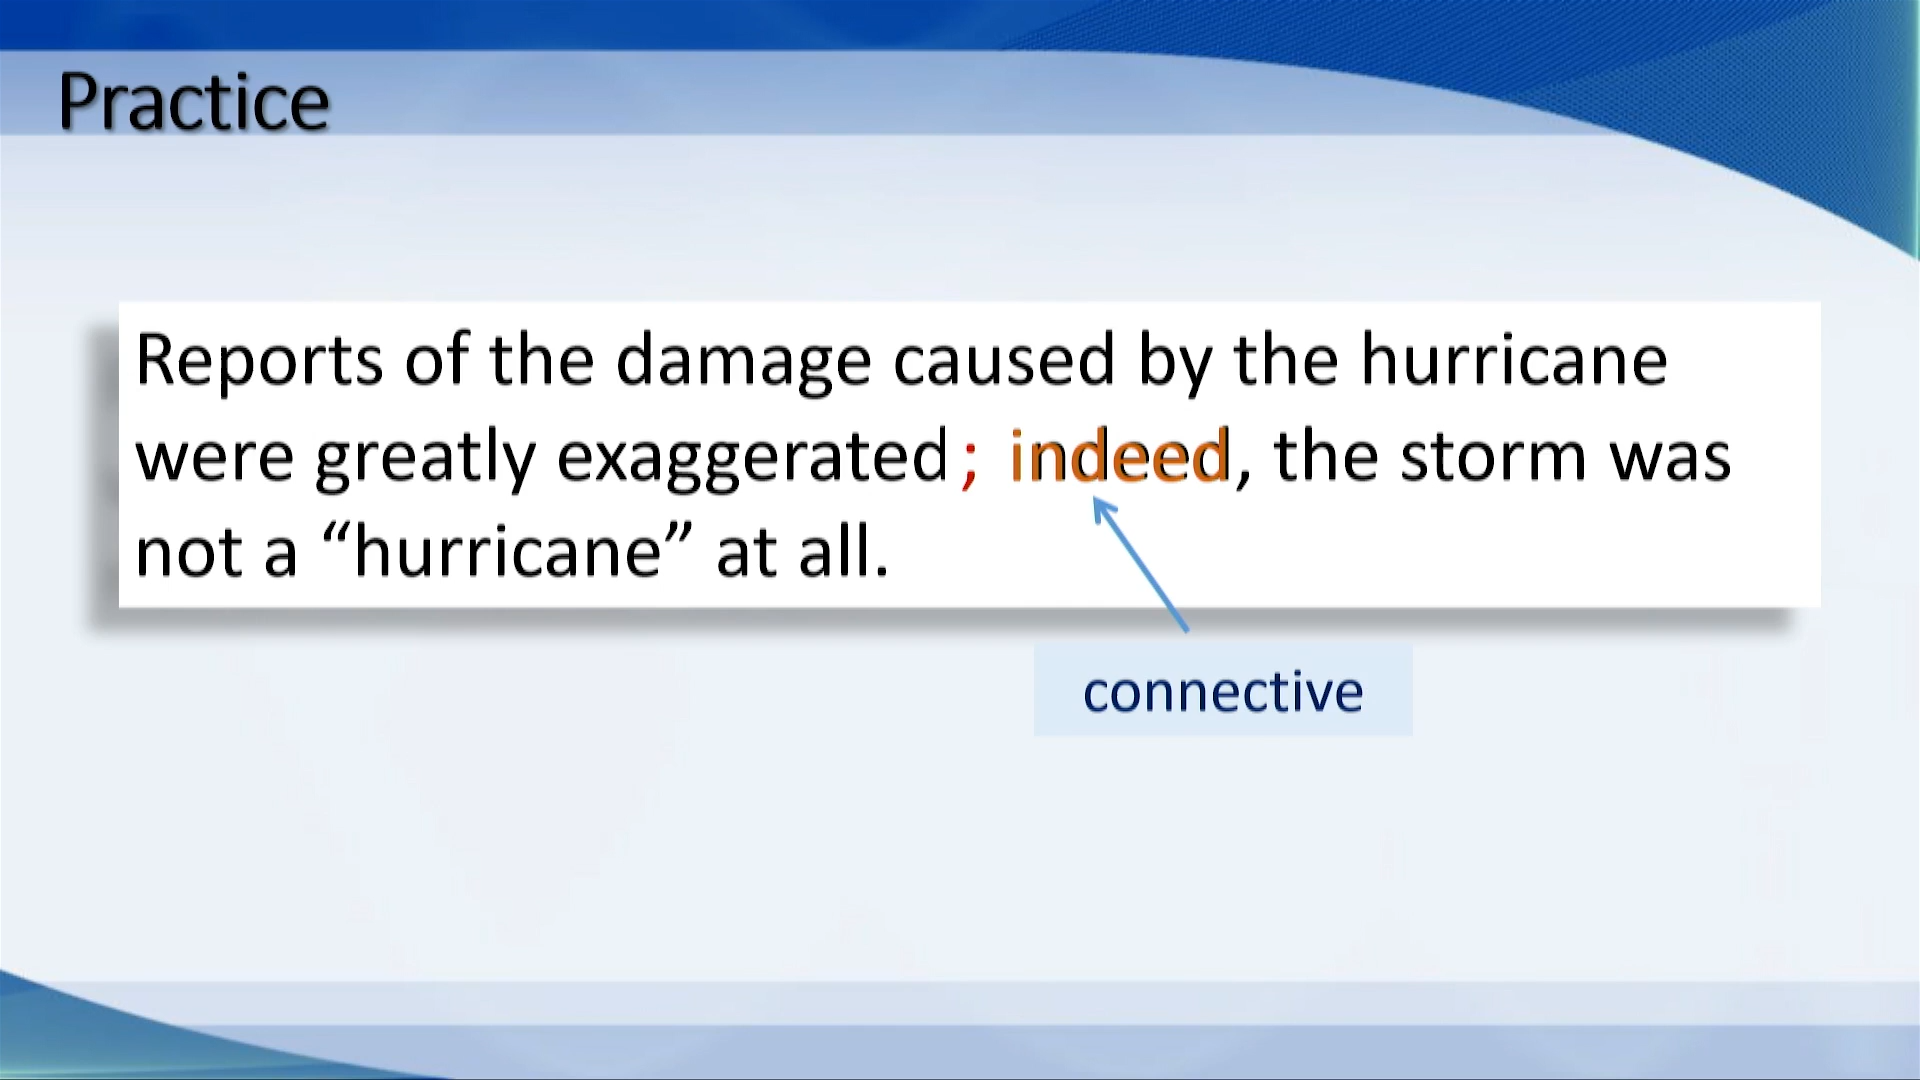 Practice
Reports of the damage caused by the hurricane
were greatly exaggerated; indeed, the storm was
not a “hurricane” at all.
connective